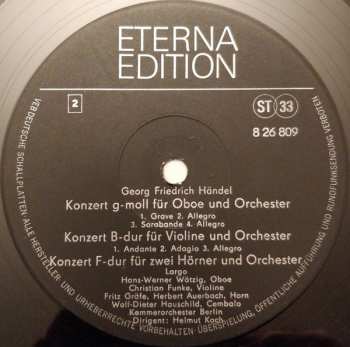 ETERNA
EDITION
2
ST 33
8 26 809
Georg Friedrich Händel
Konzert g-moll für Oboe und Orchester
1. Grave 2. Allegro
3. Sarabande 4. Allegro
Konzert B-dur für Violine und Orchester
1. Andante 2. Adagio 3. Allegro
Konzert F-dur für zwei Hörner und Orchester
Largo
Hans-Werner Wätzig, Oboe
Christian Funke, Violine
Fritz Gräfe, Herbert Auerbach, Horn
Wolf-Dieter Hauschild, Cembalo
Kammerorchester Berlin
Dirigent: Helmut Koch
VEB DEUTSCHE SCHALLPLATTEN · ALLE HERSTELLER- UND URHEBERRECHTE VORBEHALTEN · ÜBERSPIELUNG, ÖFFENTLICHE AUFFÜHRUNG UND RUNDFUNKSENDUNG VERBOTEN